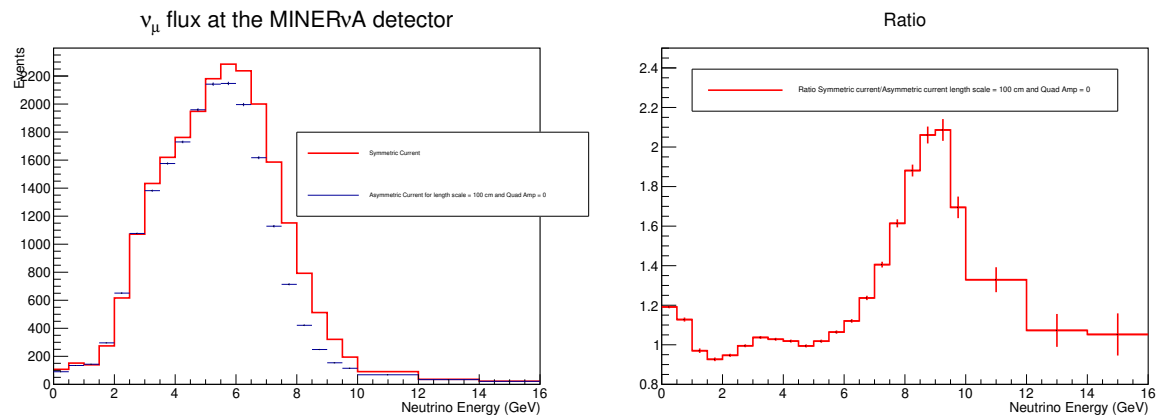 νμ flux at the MINERνA detector
Events
2200
2000
1800
1600
1400
1200
1000
800
600
400
200
0
Symmetric Current
Asymmetric Current for length scale = 100 cm and Quad Amp = 0
0 2 4 6 8 10 12 14 16
Neutrino Energy (GeV)
Ratio
2.4
2.2
2
1.8
1.6
1.4
1.2
1
0.8
Ratio Symmetric current/Asymmetric current length scale = 100 cm and Quad Amp = 0
0 2 4 6 8 10 12 14 16
Neutrino Energy (GeV)